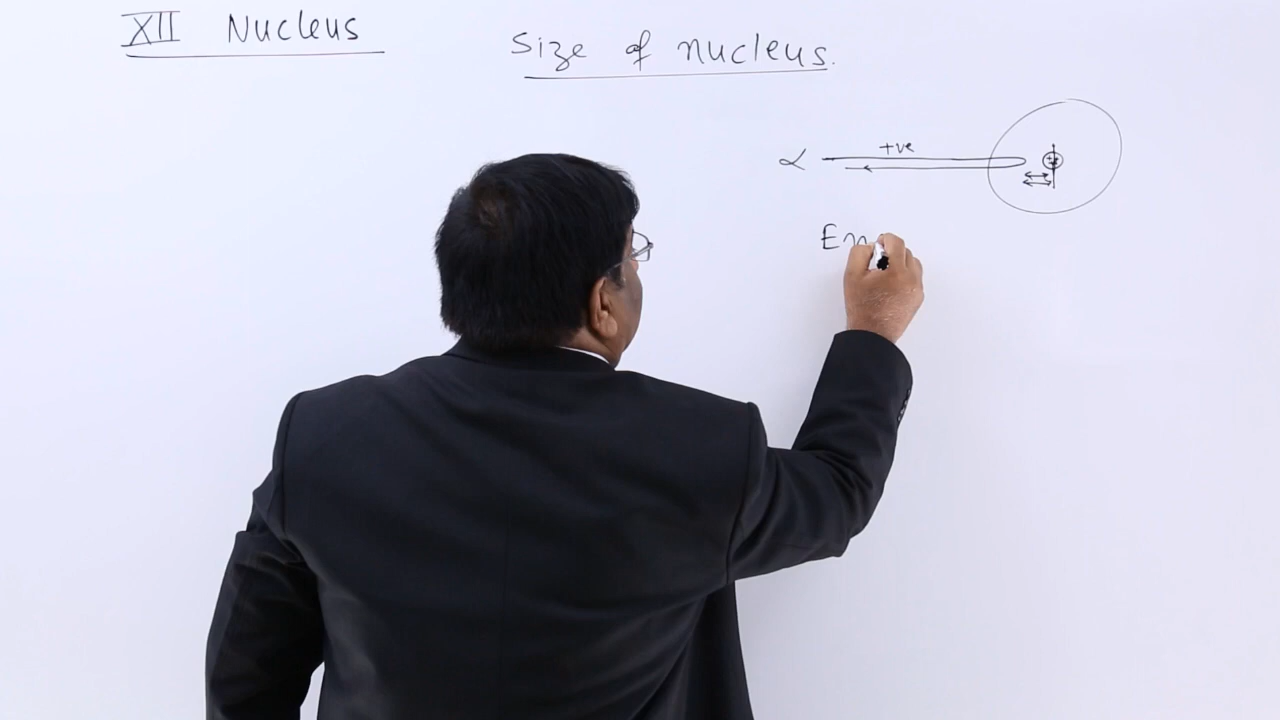 XII Nucleus
Size of nucleus.
α +ve
+
En